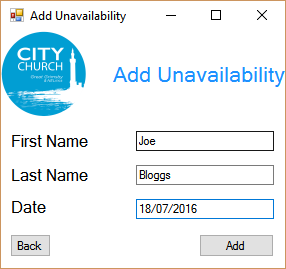 Add Unavailability
CITY
CHURCH
Add Unavailability
First Name
Joe
Last Name
Bloggs
Date
18/07/2016
Back
Add